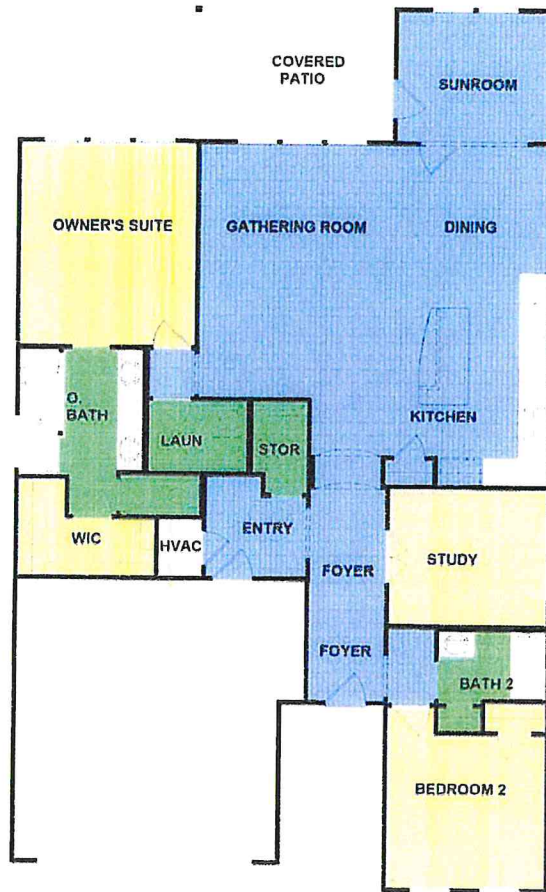 COVERED
PATIO
SUNROOM
OWNER'S SUITE
GATHERING ROOM
DINING
O.
BATH
KITCHEN
LAUN
STOR
ENTRY
WIC
HVAC
STUDY
FOYER
FOYER
BATH 2
BEDROOM 2